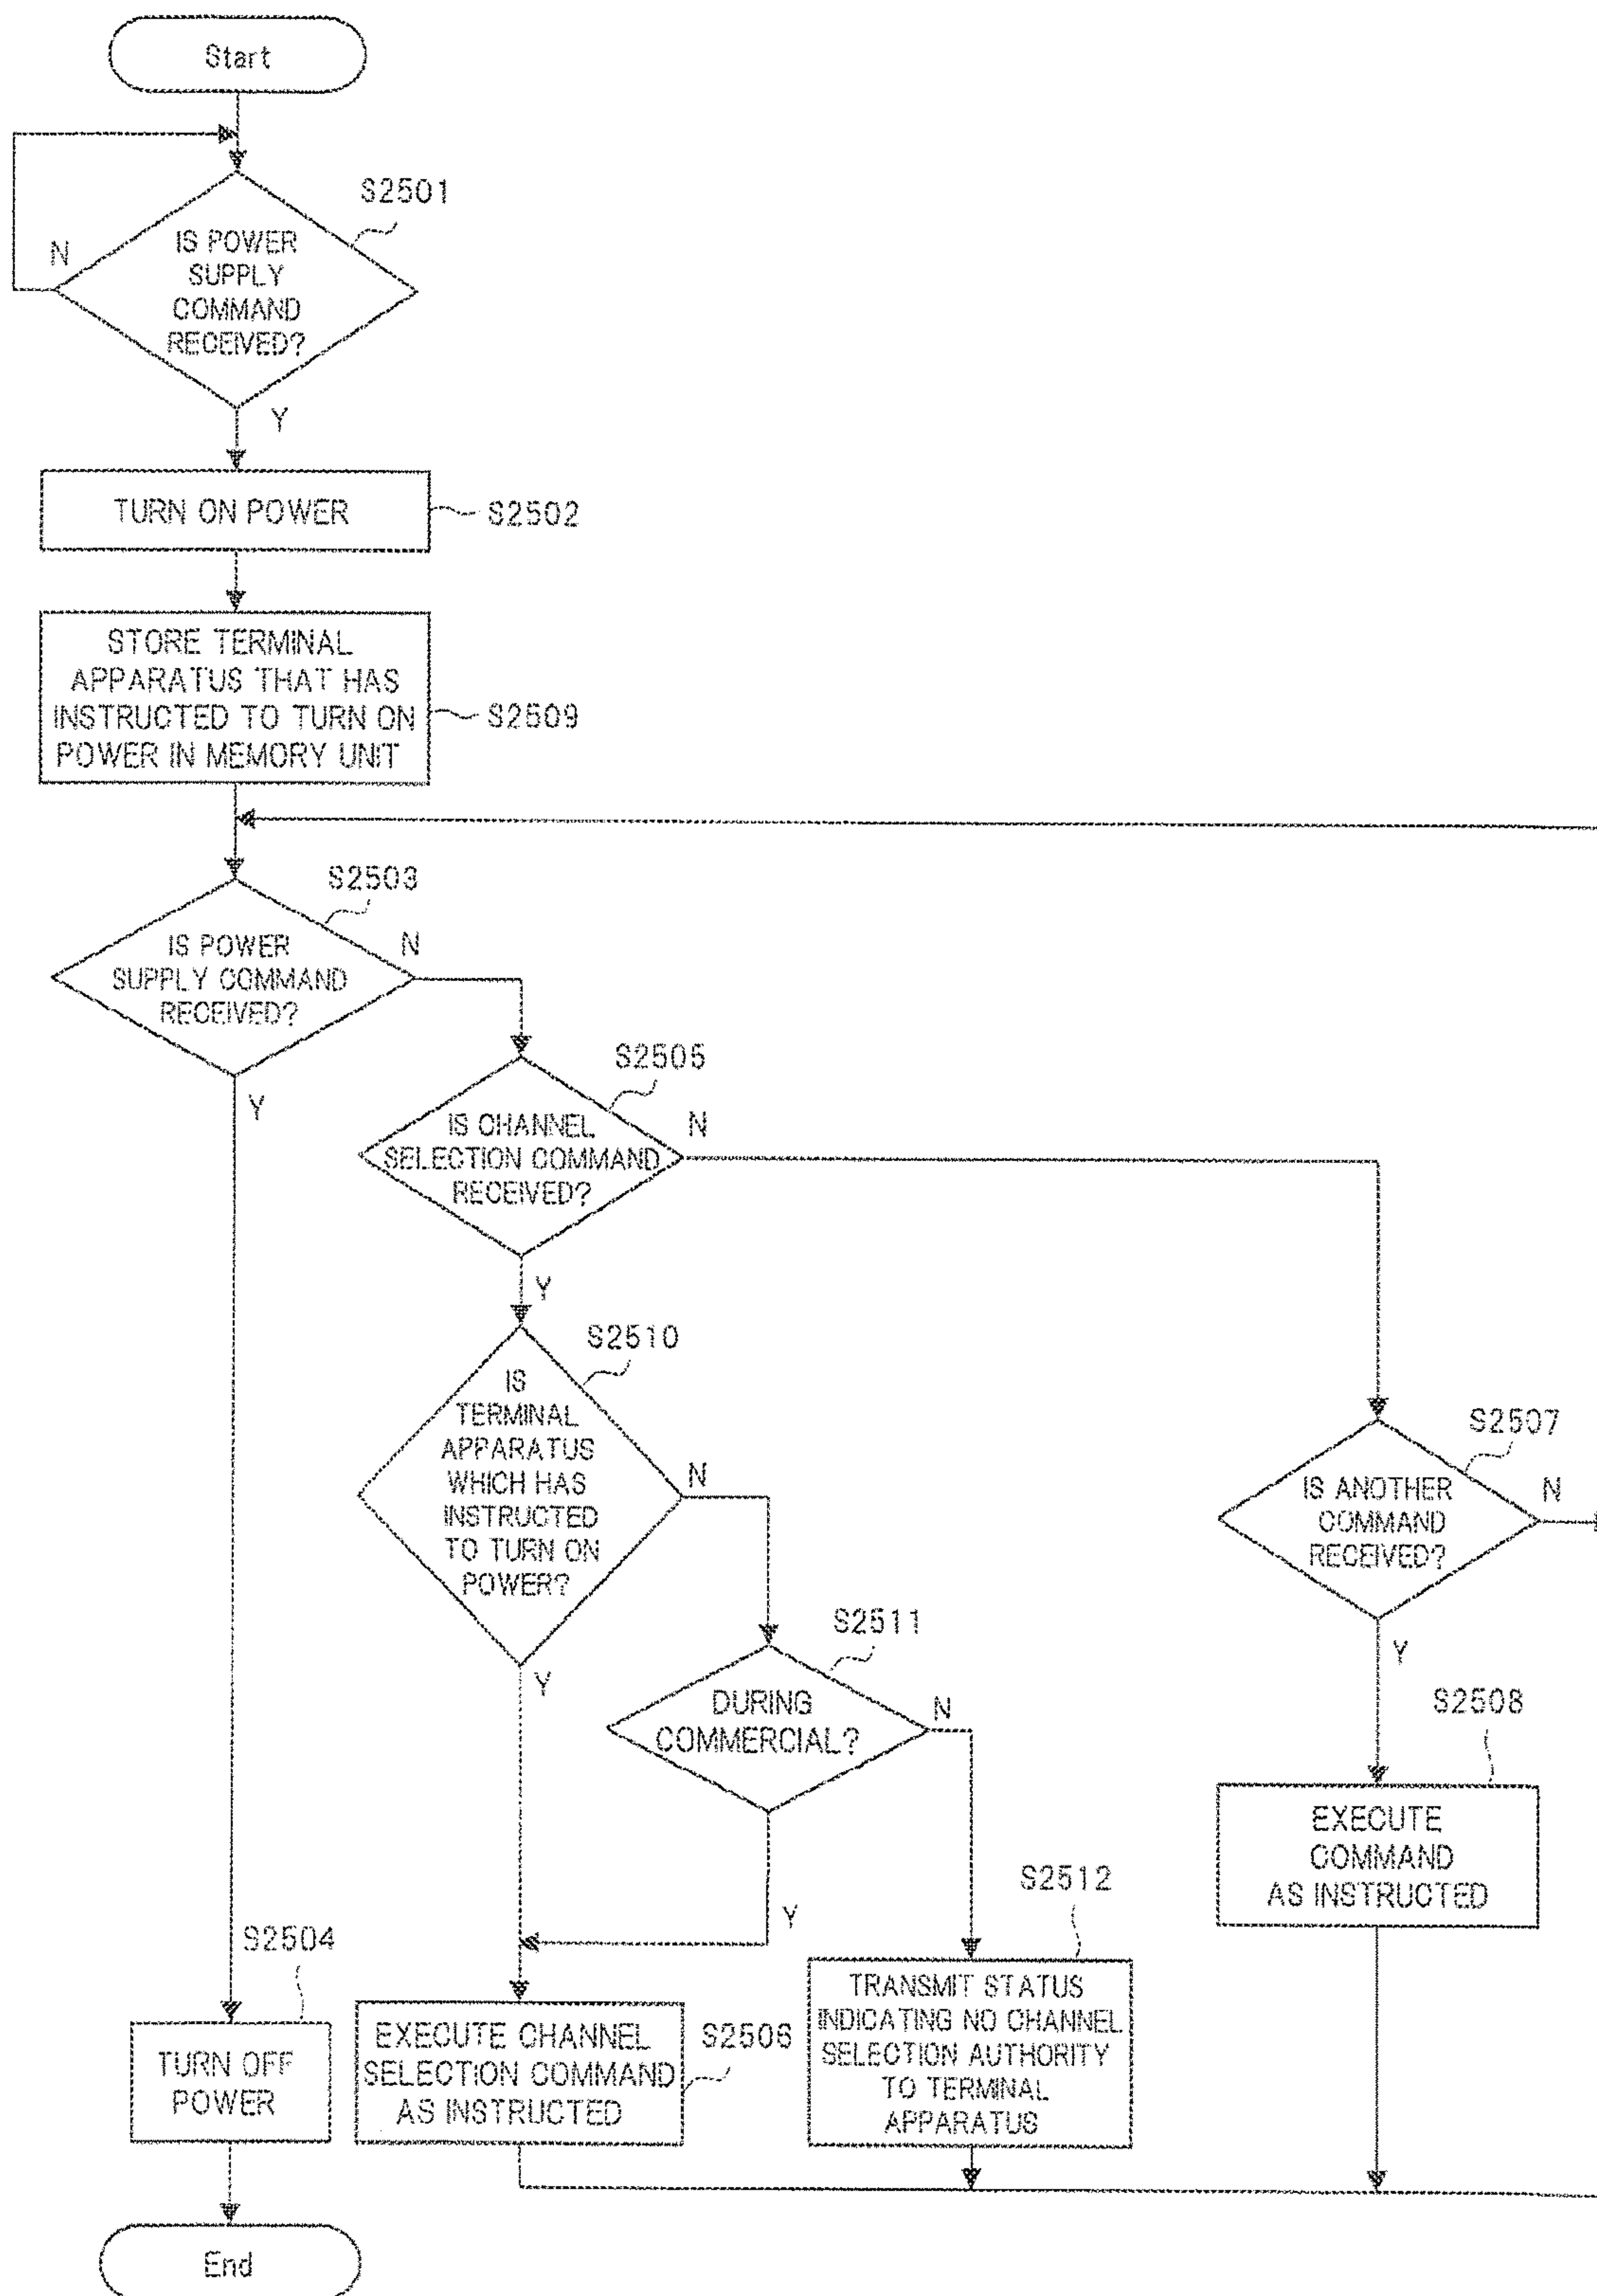 Start
S2501
N
IS POWER
SUPPLY
COMMAND
RECEIVED?
Y
TURN ON POWER
S2502
STORE TERMINAL
APPARATUS THAT HAS
INSTRUCTED TO TURN ON
POWER IN MEMORY UNIT
S2509
S2503
N
IS POWER
SUPPLY COMMAND
RECEIVED?
Y
S2505
N
IS CHANNEL
SELECTION COMMAND
RECEIVED?
Y
S2510
IS
TERMINAL
APPARATUS
WHICH HAS
INSTRUCTED
TO TURN ON
POWER?
N
Y
S2507
IS ANOTHER
COMMAND
RECEIVED?
N
Y
S2511
DURING
COMMERCIAL?
N
Y
S2508
EXECUTE
COMMAND
AS INSTRUCTED
S2512
TRANSMIT STATUS
INDICATING NO CHANNEL
SELECTION AUTHORITY
TO TERMINAL
APPARATUS
S2504
TURN OFF
POWER
EXECUTE CHANNEL
SELECTION COMMAND
AS INSTRUCTED
S2506
End